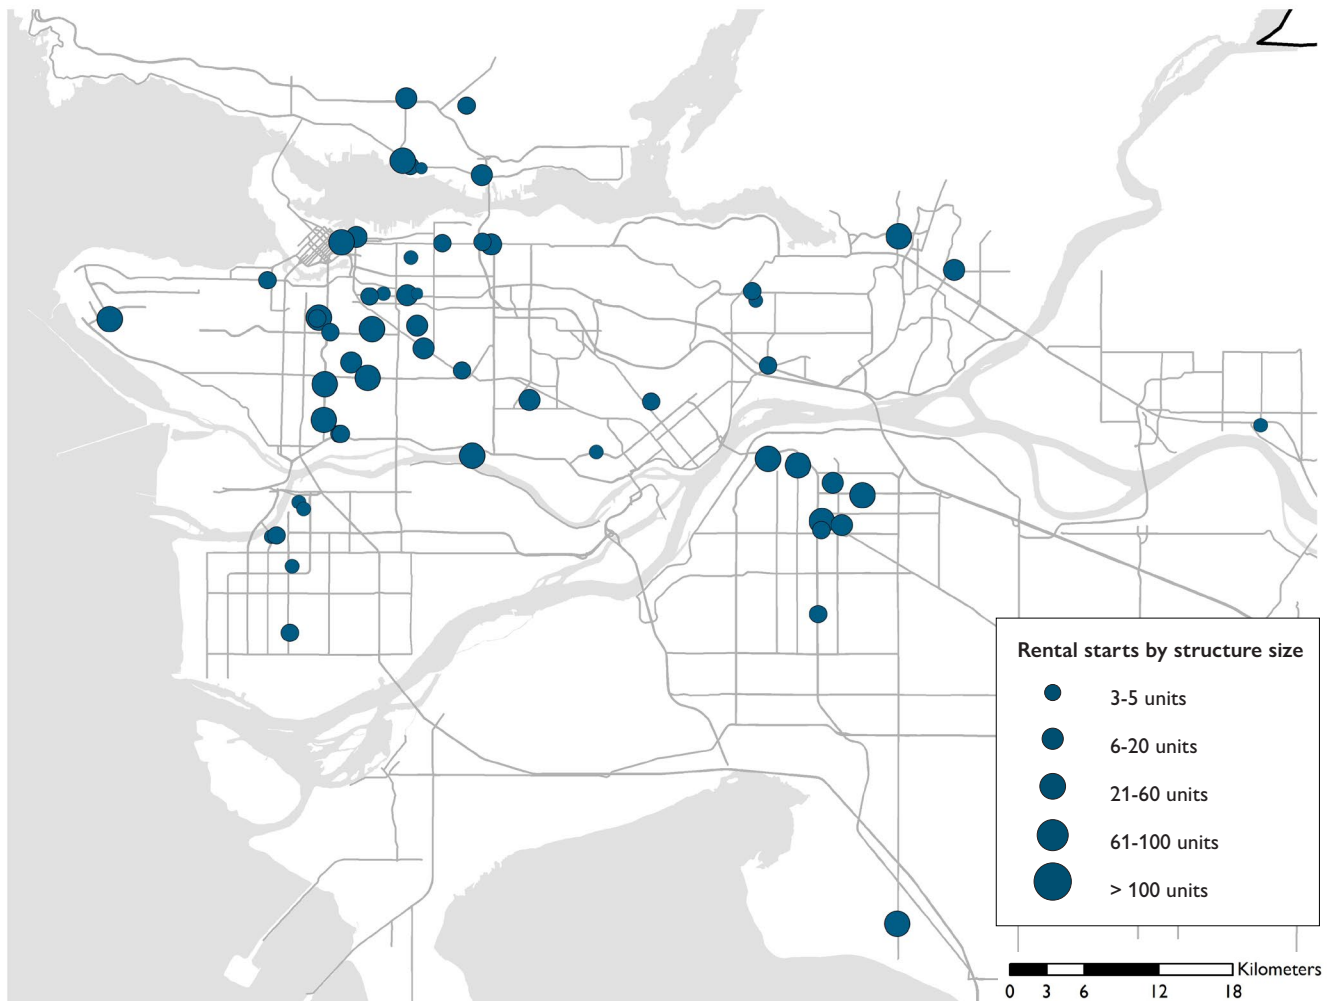 Rental starts by structure size
3-5 units
6-20 units
21-60 units
61-100 units
> 100 units
Kilometers
0 3 6 12 18